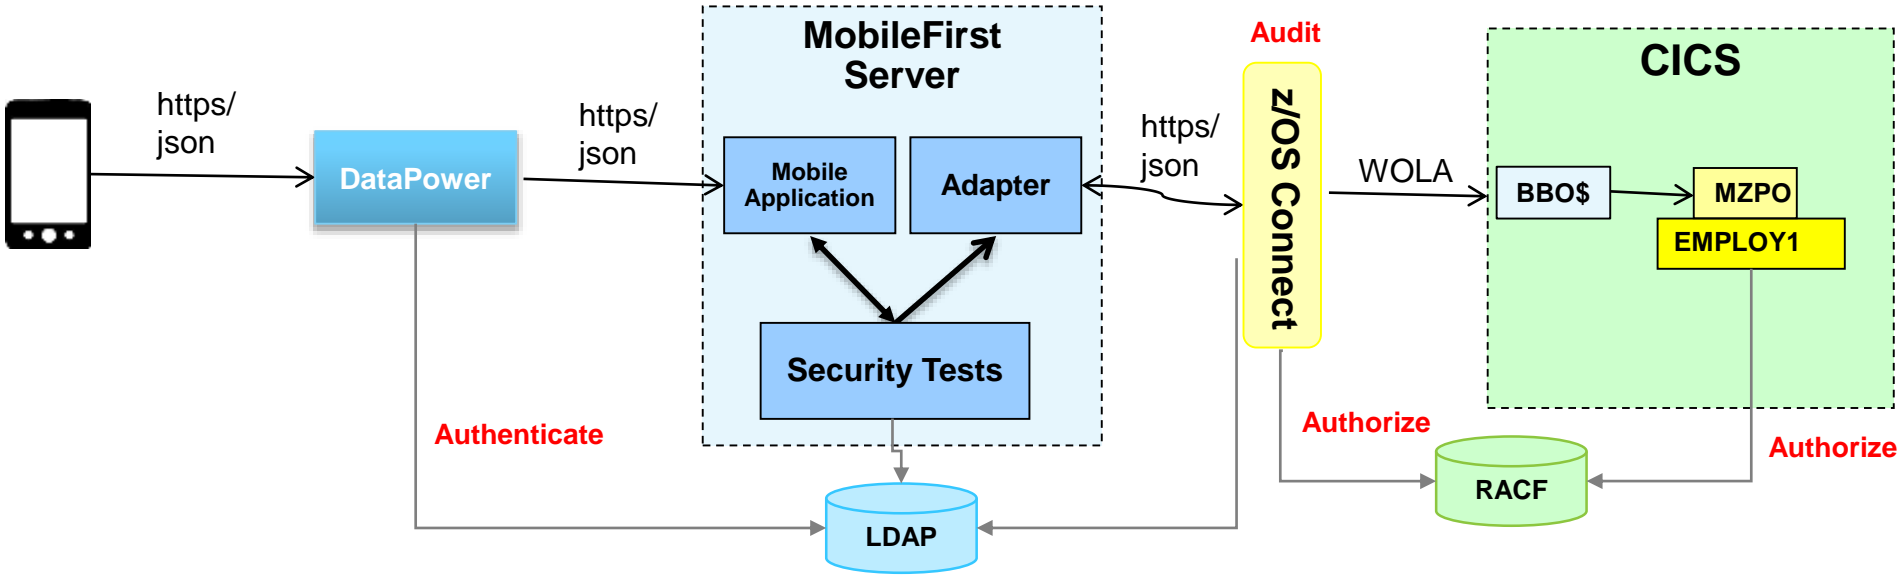 MobileFirst
Server
Audit
CICS
https/
json
https/
json
https/
json
DataPower
Mobile
Application
Adapter
z/OS Connect
WOLA
BBO$
MZPO
EMPLOY1
Security Tests
Authenticate
Authorize
Authorize
RACF
LDAP